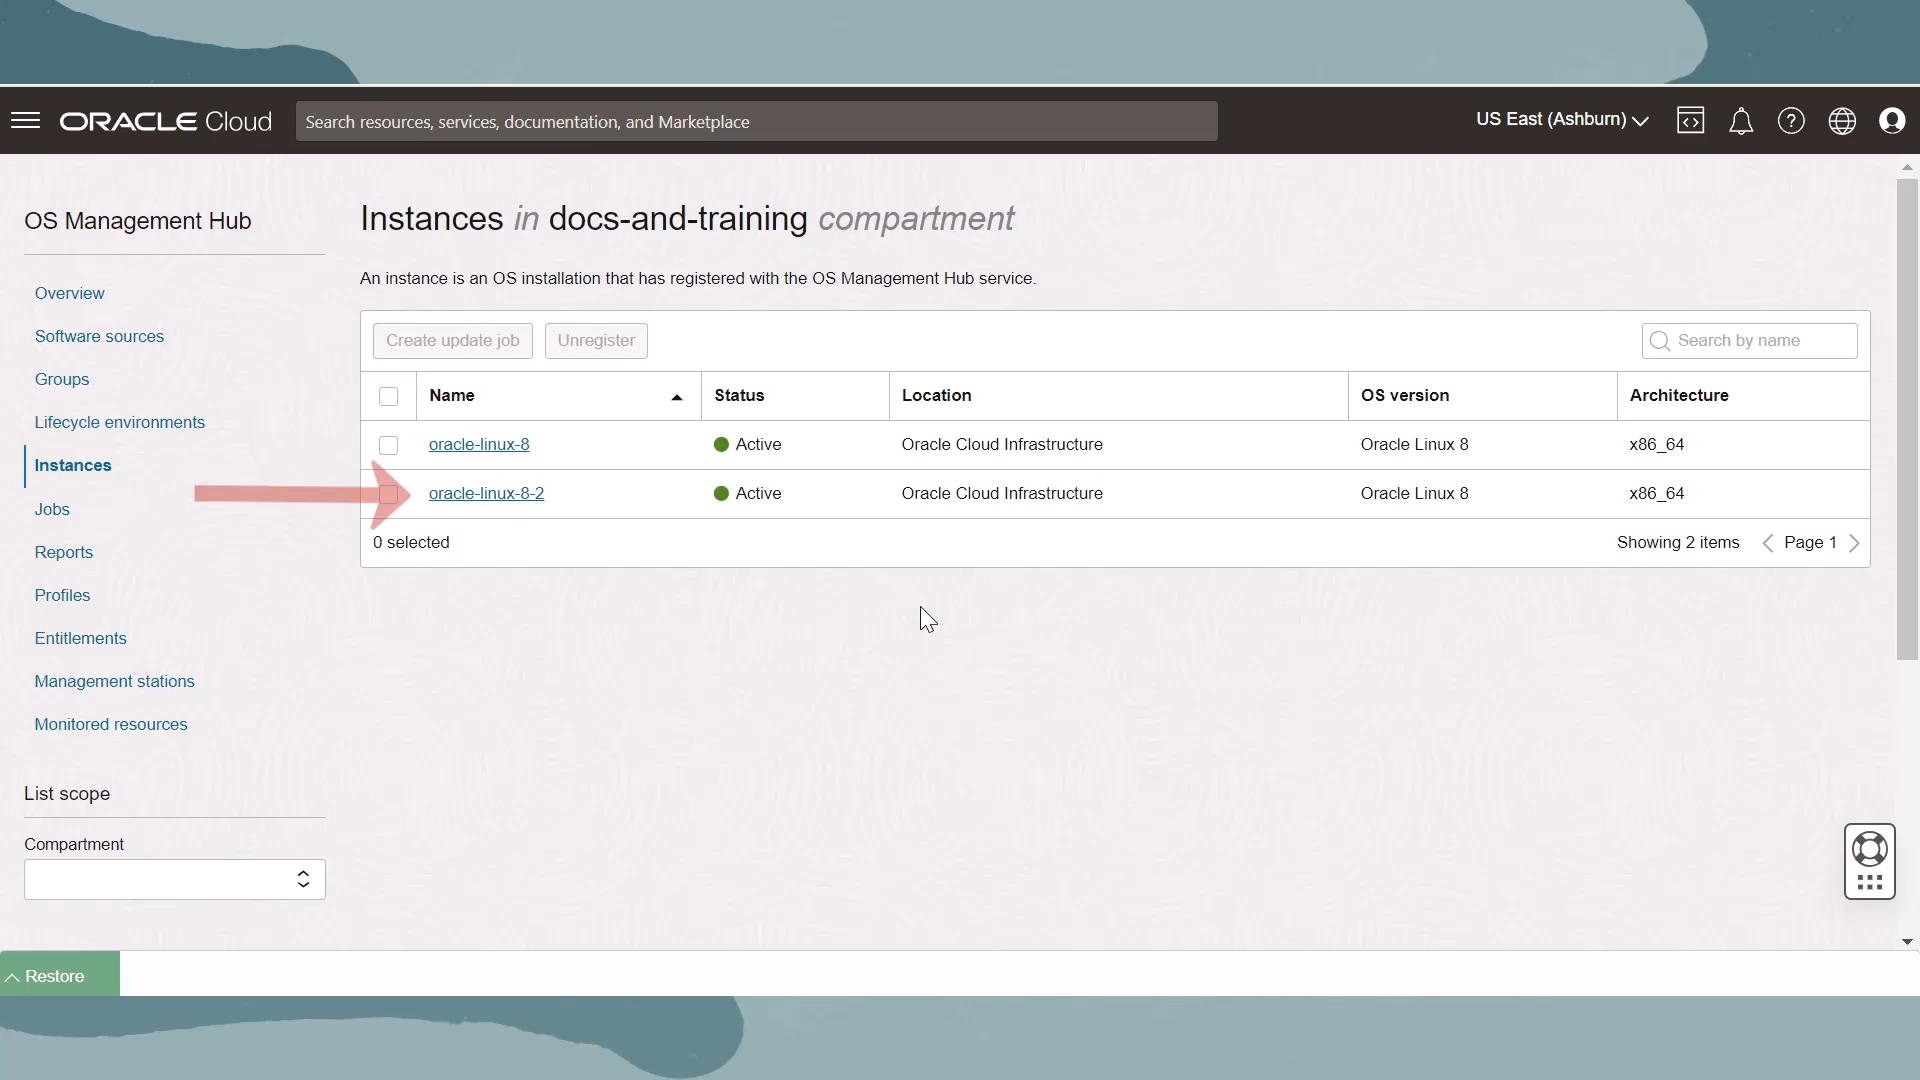 ORACLE Cloud
Search resources, services, documentation, and Marketplace
US East (Ashburn)
OS Management Hub
Overview
Software sources
Groups
Lifecycle environments
Instances
Jobs
Reports
Profiles
Entitlements
Management stations
Monitored resources
List scope
Compartment
Instances in docs-and-training compartment
An instance is an OS installation that has registered with the OS Management Hub service.
Create update job Unregister Search by name
Name Status Location OS version Architecture
oracle-linux-8 Active Oracle Cloud Infrastructure Oracle Linux 8 x86_64
oracle-linux-8-2 Active Oracle Cloud Infrastructure Oracle Linux 8 x86_64
0 selected Showing 2 items Page 1
Restore